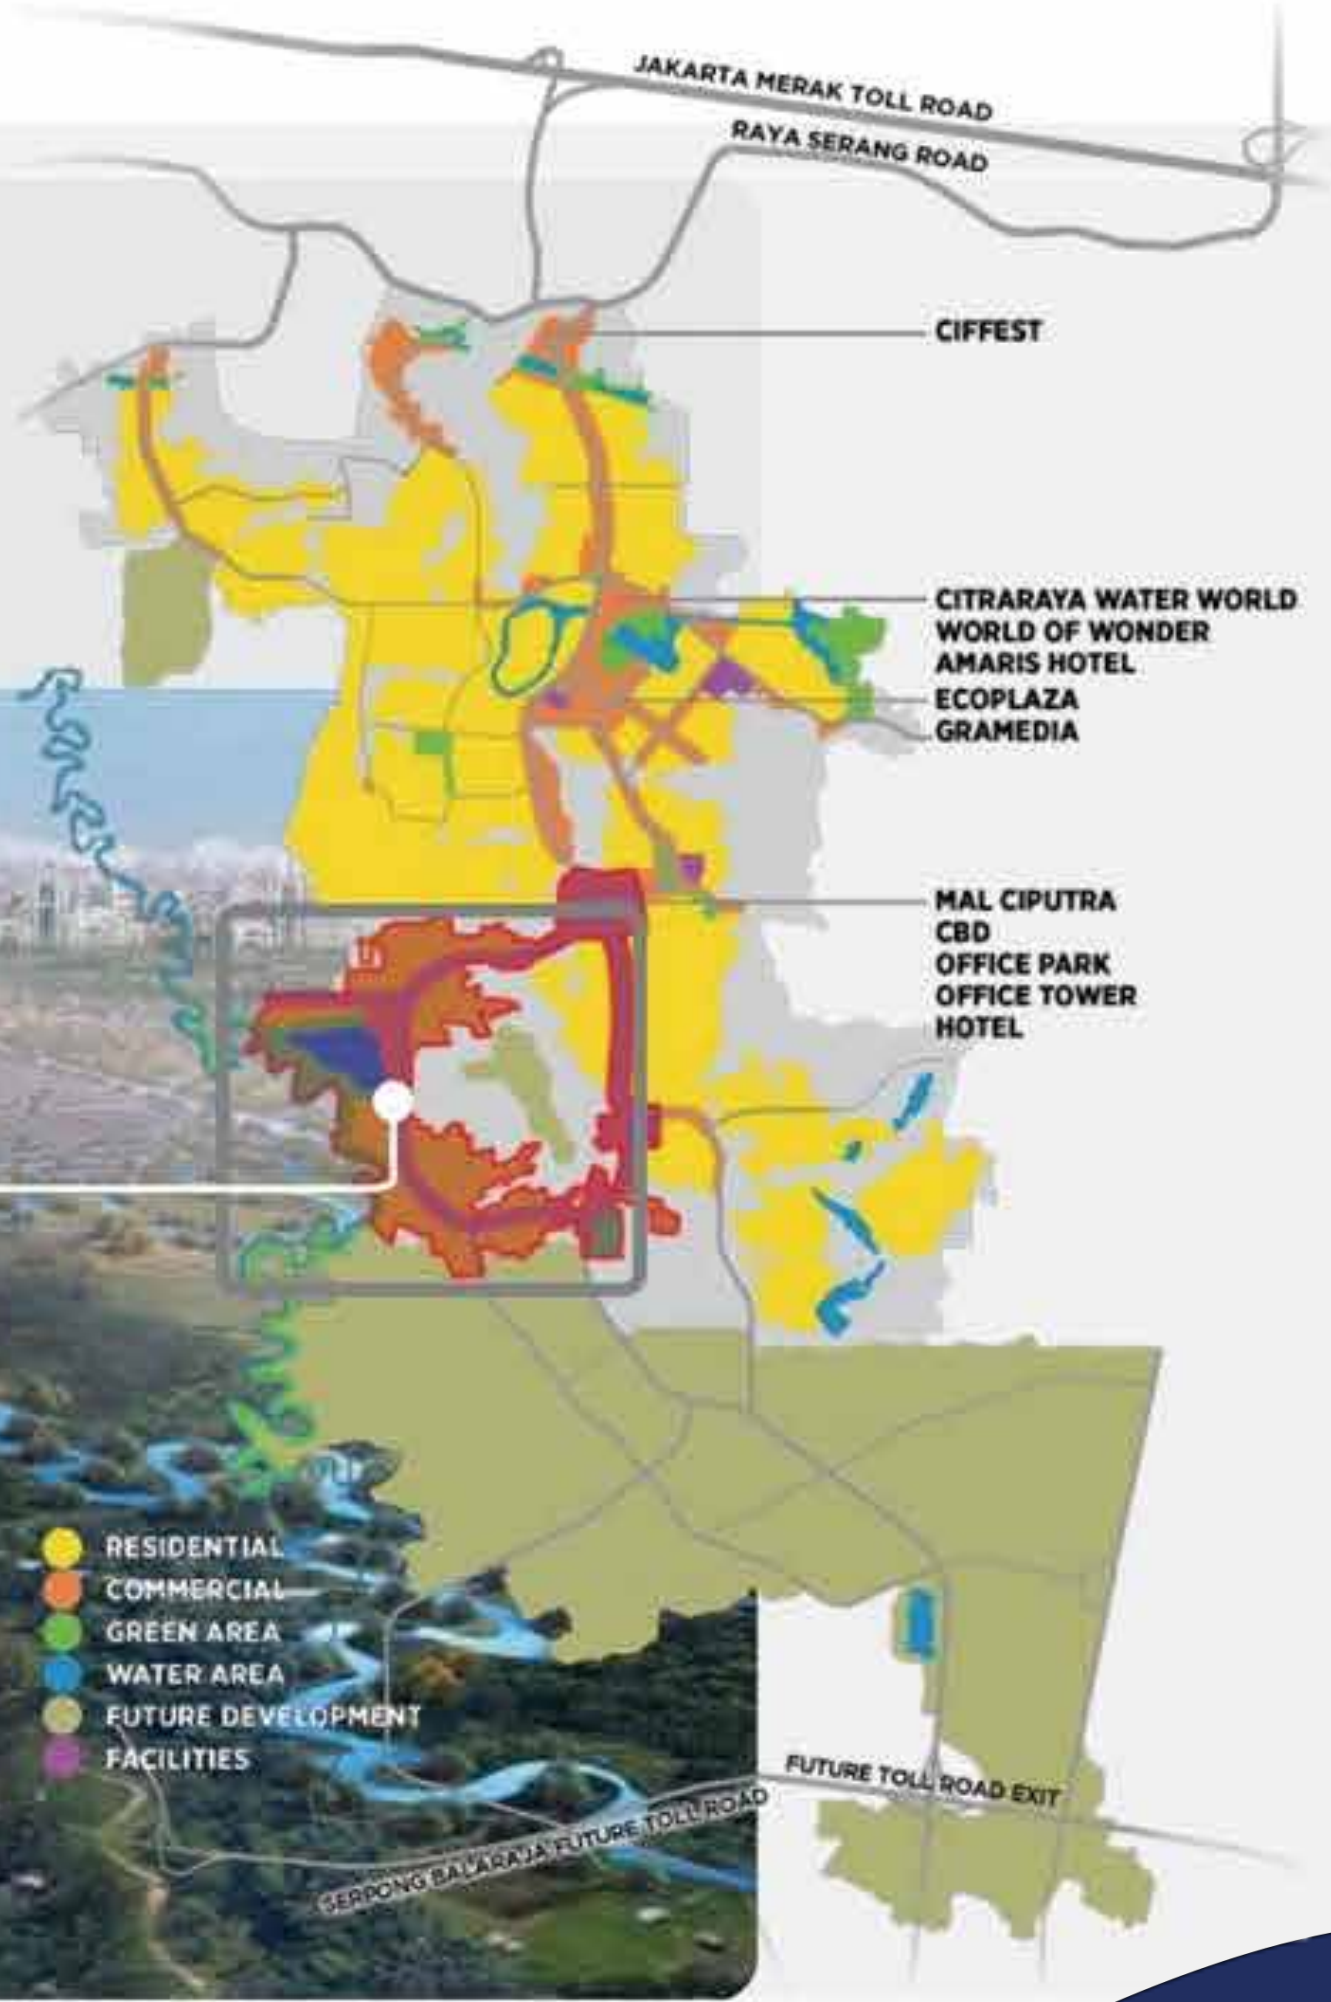 JAKARTA MERAK TOLL ROAD
RAYA SERANG ROAD
CIFFEST
CITRARAYA WATER WORLD
WORLD OF WONDER
AMARIS HOTEL
ECOPLAZA
GRAMEDIA
MAL CIPUTRA
CBD
OFFICE PARK
OFFICE TOWER
HOTEL
RESIDENTIAL
COMMERCIAL
GREEN AREA
WATER AREA
FUTURE DEVELOPMENT
FACILITIES
FUTURE TOLL ROAD EXIT
SERPONG BALARAJA FUTURE TOLL ROAD